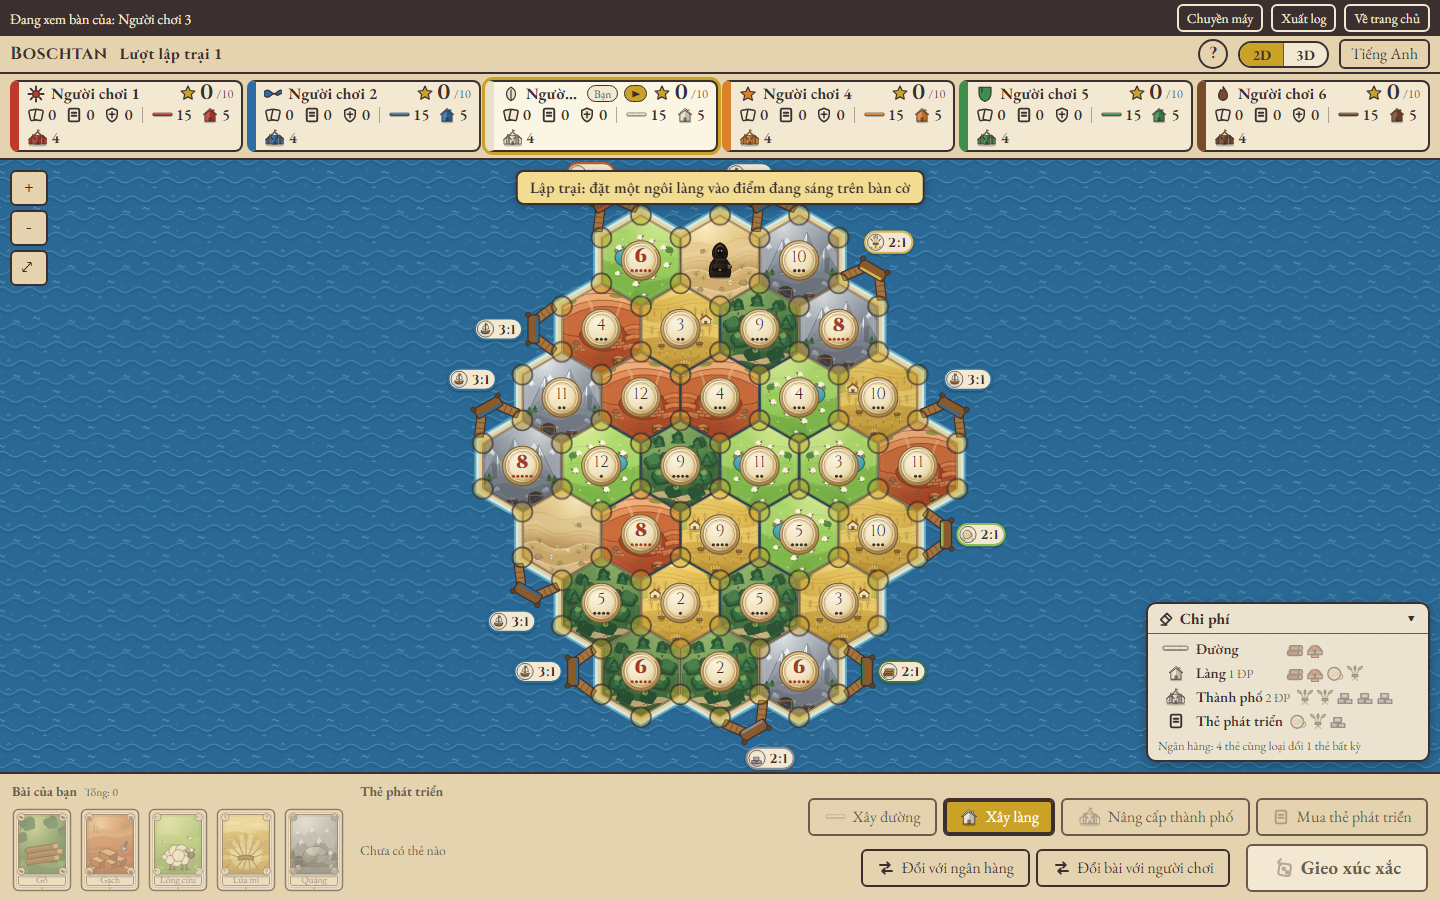 Đang xem bàn của: Người chơi 3
Chuyển máy
Xuất log
Về trang chủ
BOSCHTAN
Lượt lập trại 1
?
2D
3D
Tiếng Anh
Người chơi 1 0 /10
0 0 0 15 5
4
Người chơi 2 0 /10
0 0 0 15 5
4
Ngườ... Bạn 0 /10
0 0 0 15 5
4
Người chơi 4 0 /10
0 0 0 15 5
4
Người chơi 5 0 /10
0 0 0 15 5
4
Người chơi 6 0 /10
0 0 0 15 5
4
+
-
Lập trại: đặt một ngôi làng vào điểm đang sáng trên bàn cờ
2:1
6 10
3:1
4 3 9 8
3:1
3:1
11 12 4 4 10
8 12 9 11 3 11
8 9 5 10
2:1
5 2 5 3
3:1
3:1
6 2 6
2:1
2:1
Chi phí
Đường
Làng 1 ĐP
Thành phố 2 ĐP
Thẻ phát triển
Ngân hàng: 4 thẻ cùng loại đổi 1 thẻ bất kỳ
Bài của bạn Tổng: 0
Gỗ
Gạch
Lông cừu
Lúa mì
Quặng
Thẻ phát triển
Chưa có thẻ nào
Xây đường
Xây làng
Nâng cấp thành phố
Mua thẻ phát triển
Đổi với ngân hàng
Đổi bài với người chơi
Gieo xúc xắc